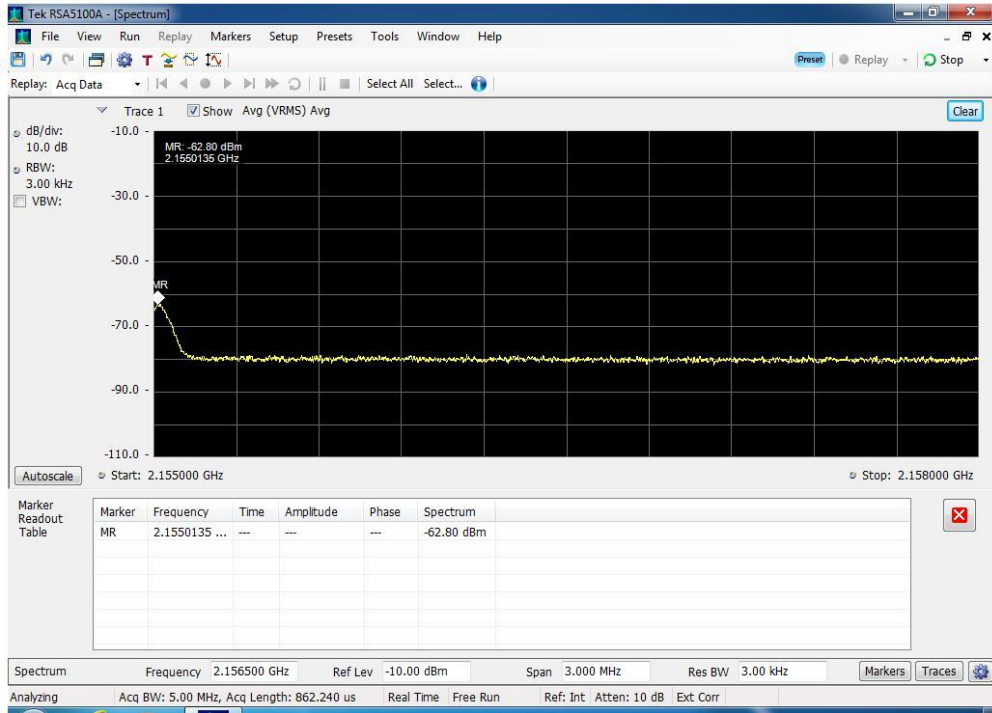 Tek RSA5100A - [Spectrum]
File View Run Replay Markers Setup Presets Tools Window Help
Preset Replay Stop
Replay: Acq Data Select All Select...
Trace 1 Show Avg (VRMS) Avg Clear
dB/div:
10.0 dB
RBW:
3.00 kHz
VBW:
-10.0
-30.0
-50.0
-70.0
-90.0
-110.0
MR: -62.80 dBm
2.1550135 GHz
MR
Autoscale Start: 2.155000 GHz Stop: 2.158000 GHz
Marker
Readout
Table
Marker Frequency Time Amplitude Phase Spectrum
MR 2.1550135 ... --- --- --- -62.80 dBm
Spectrum Frequency 2.156500 GHz Ref Lev -10.00 dBm Span 3.000 MHz Res BW 3.00 kHz Markers Traces
Analyzing Acq BW: 5.00 MHz, Acq Length: 862.240 us Real Time Free Run Ref: Int Atten: 10 dB Ext Corr